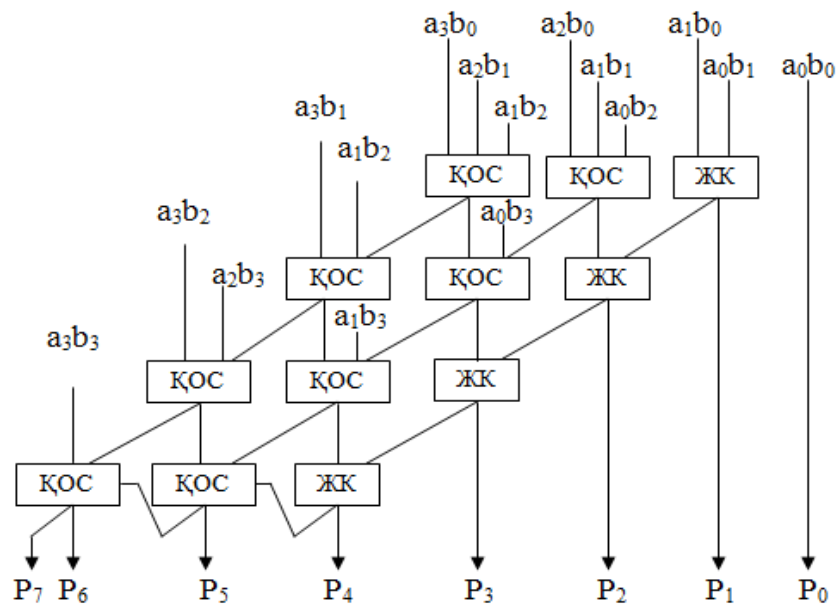 a₃b₀ a₂b₀ a₁b₀
a₂b₁ a₁b₁ a₀b₁ a₀b₀
a₃b₁ a₁b₂ a₀b₂
a₁b₂
ҚОС ҚОС ЖК
a₃b₂ a₀b₃
a₂b₃ ҚОС ҚОС ЖК
a₃b₃ a₁b₃
ҚОС ҚОС ЖК
ҚОС ҚОС ЖК
P₇ P₆ P₅ P₄ P₃ P₂ P₁ P₀